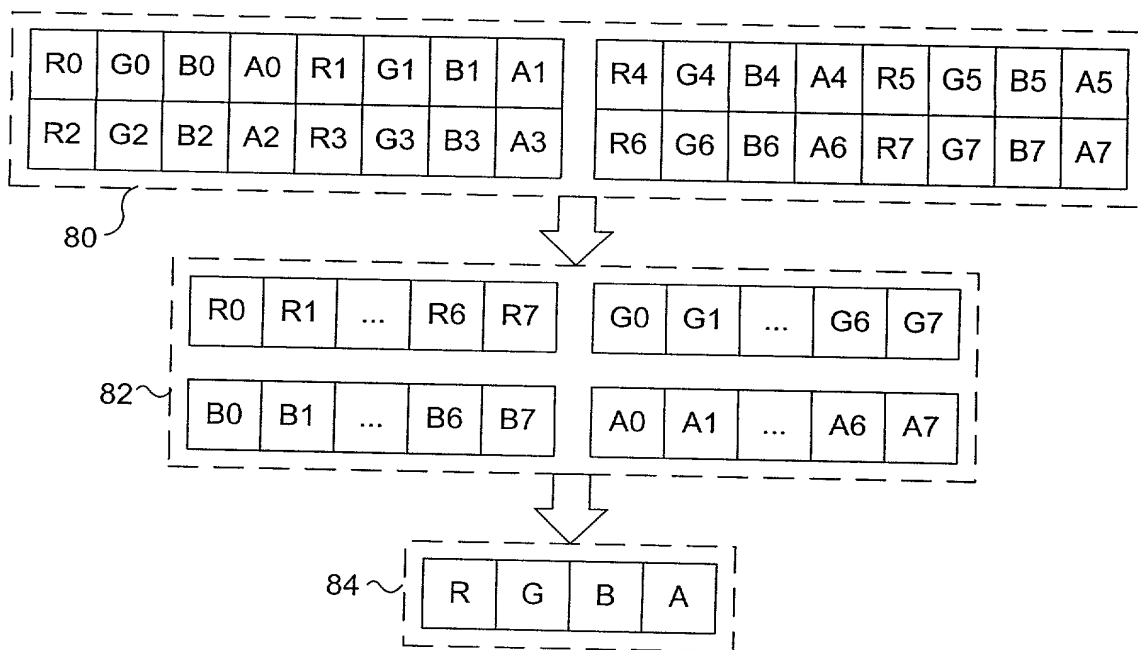 R0 G0 B0 A0 R1 G1 B1 A1 R4 G4 B4 A4 R5 G5 B5 A5
R2 G2 B2 A2 R3 G3 B3 A3 R6 G6 B6 A6 R7 G7 B7 A7
80
R0 R1 ... R6 R7 G0 G1 ... G6 G7
82
B0 B1 ... B6 B7 A0 A1 ... A6 A7
84
R G B A